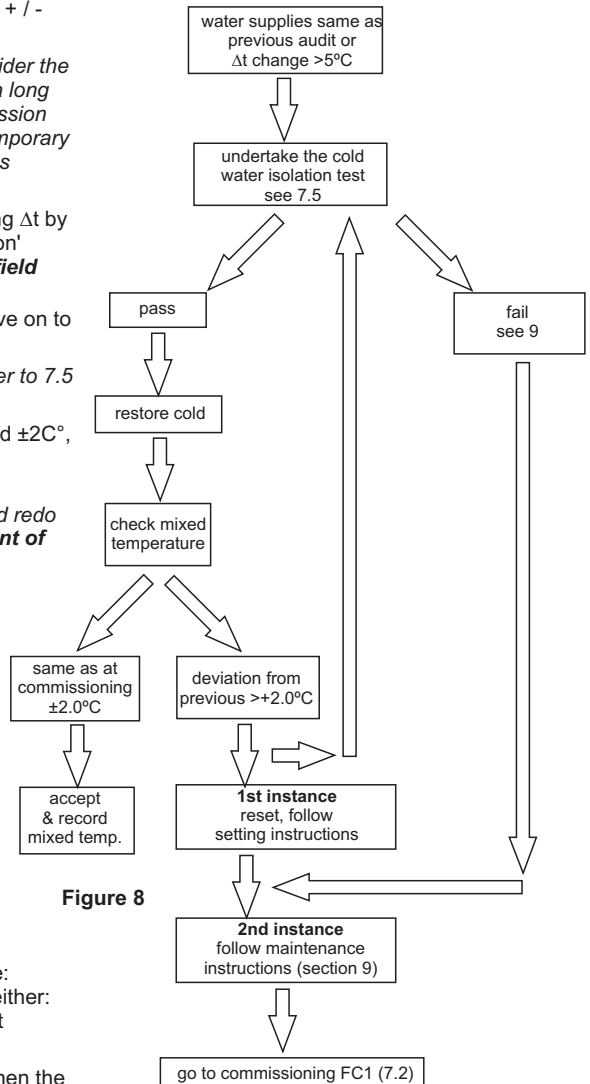 + / -
ider the
a long
ession
mporary
s
ng Δt by
on'
field
ve on to
er to 7.5
d ±2C°,
d redo
nt of
e:
either:
t
hen the
water supplies same as
previous audit or
Δt change >5ºC
undertake the cold
water isolation test
see 7.5
pass
fail
see 9
restore cold
check mixed
temperature
same as at
commissioning
±2.0ºC
deviation from
previous >+2.0ºC
accept
& record
mixed temp.
1st instance
reset, follow
setting instructions
Figure 8
2nd instance
follow maintenance
instructions (section 9)
go to commissioning FC1 (7.2)